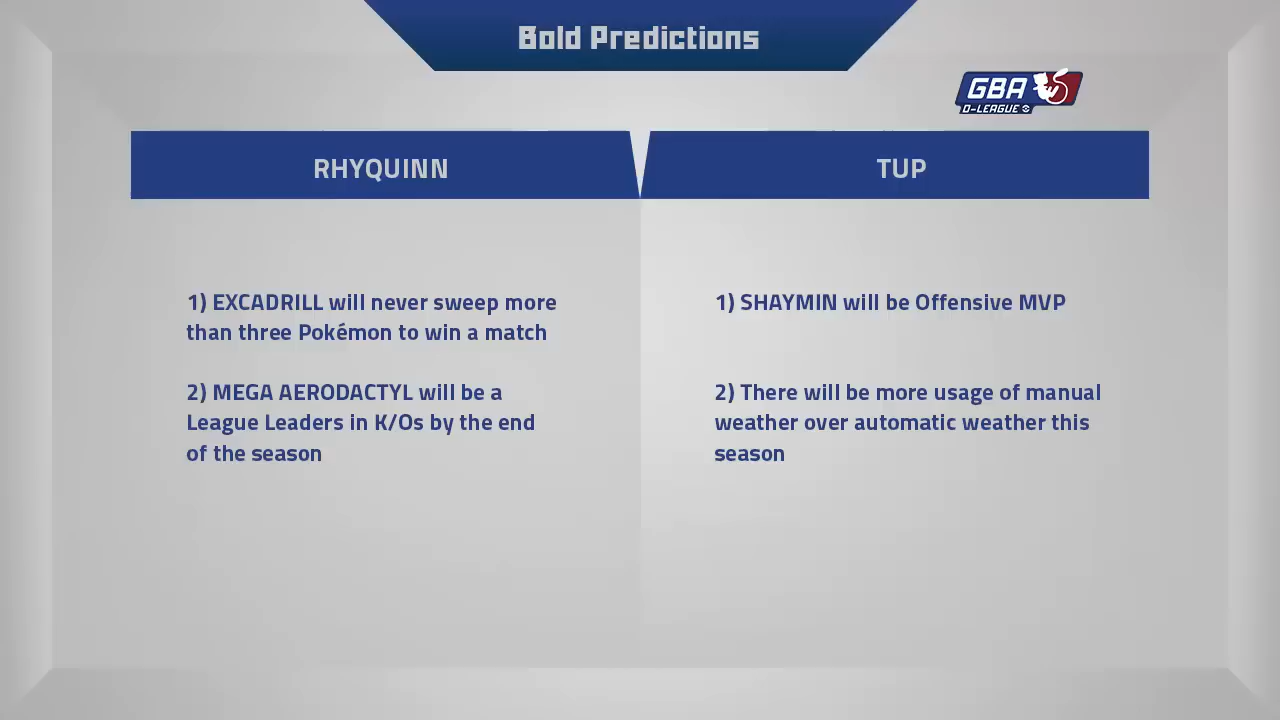 Bold Predictions
GBA
D-LEAGUE
RHYQUINN
TUP
1) EXCADRILL will never sweep more
than three Pokémon to win a match
2) MEGA AERODACTYL will be a
League Leaders in K/Os by the end
of the season
1) SHAYMIN will be Offensive MVP
2) There will be more usage of manual
weather over automatic weather this
season